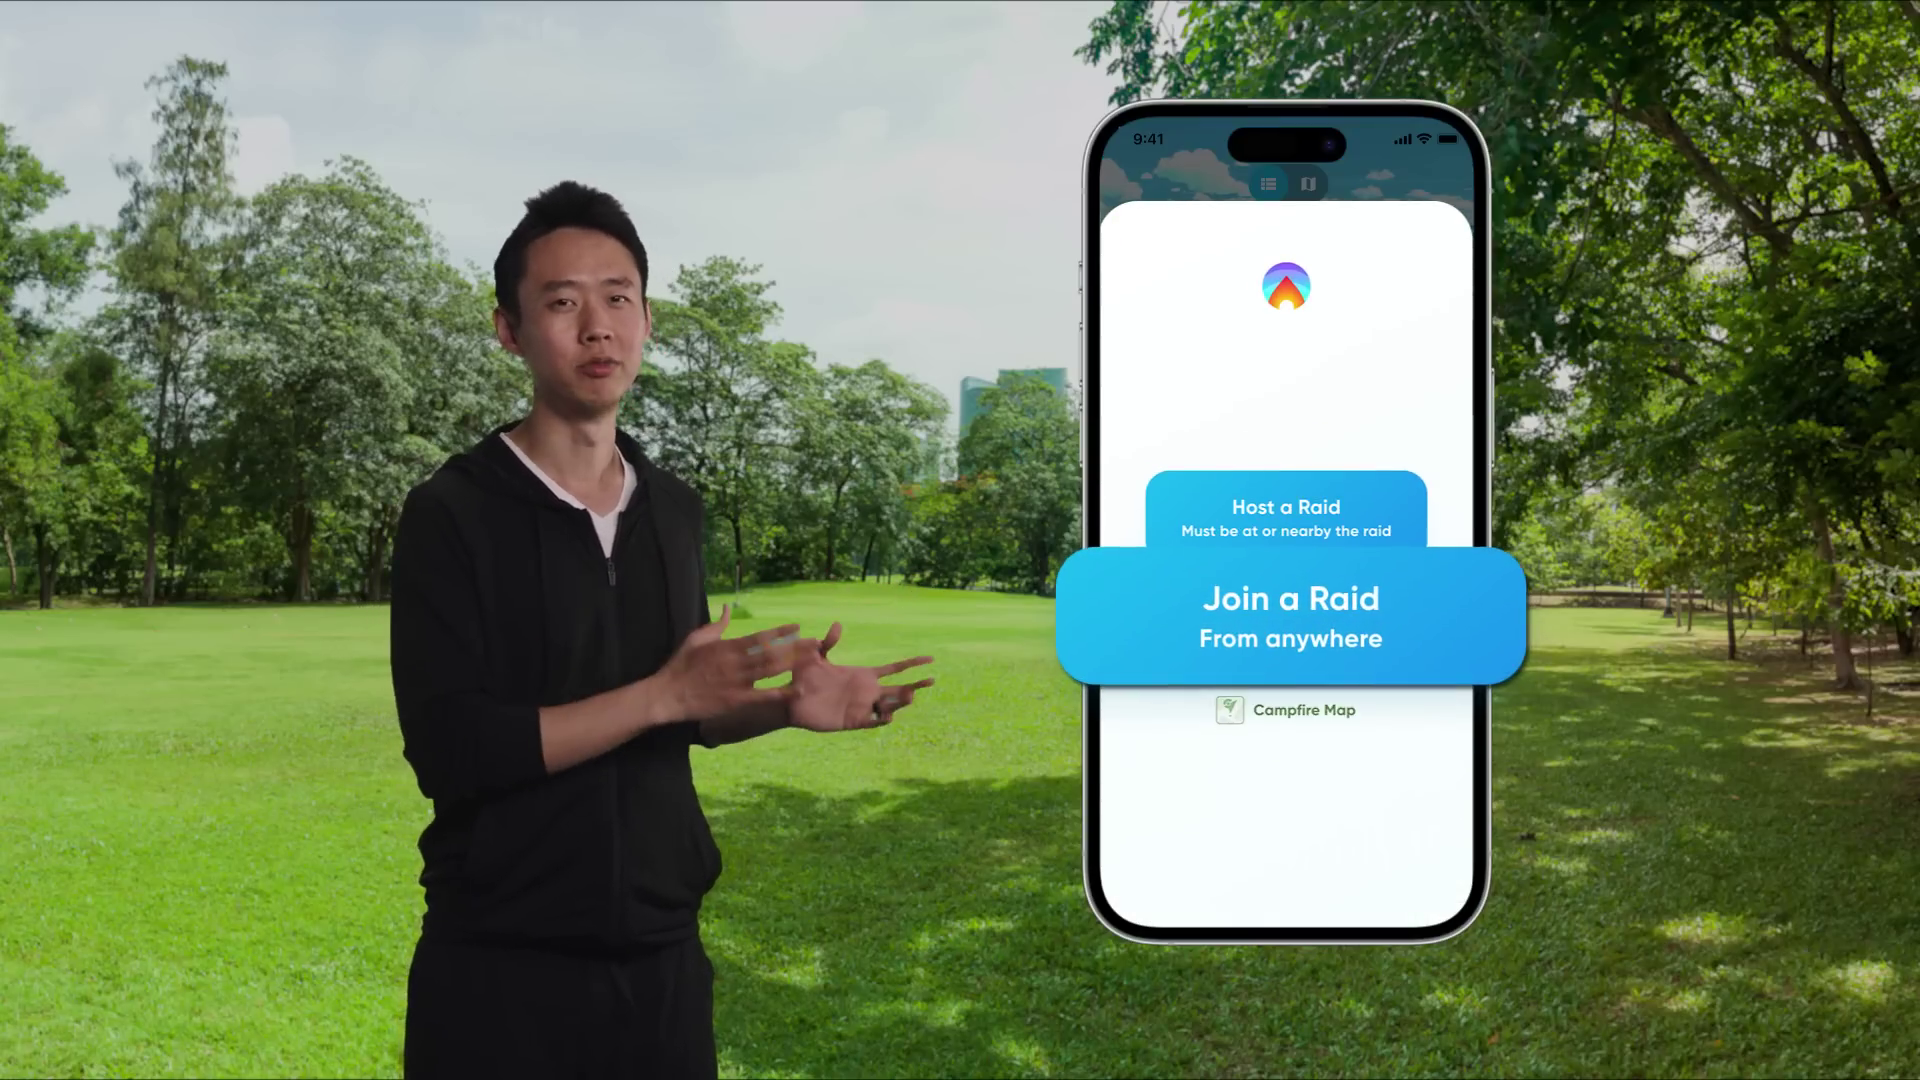 9:41
Host a Raid
Must be at or nearby the raid
Join a Raid
From anywhere
Campfire Map